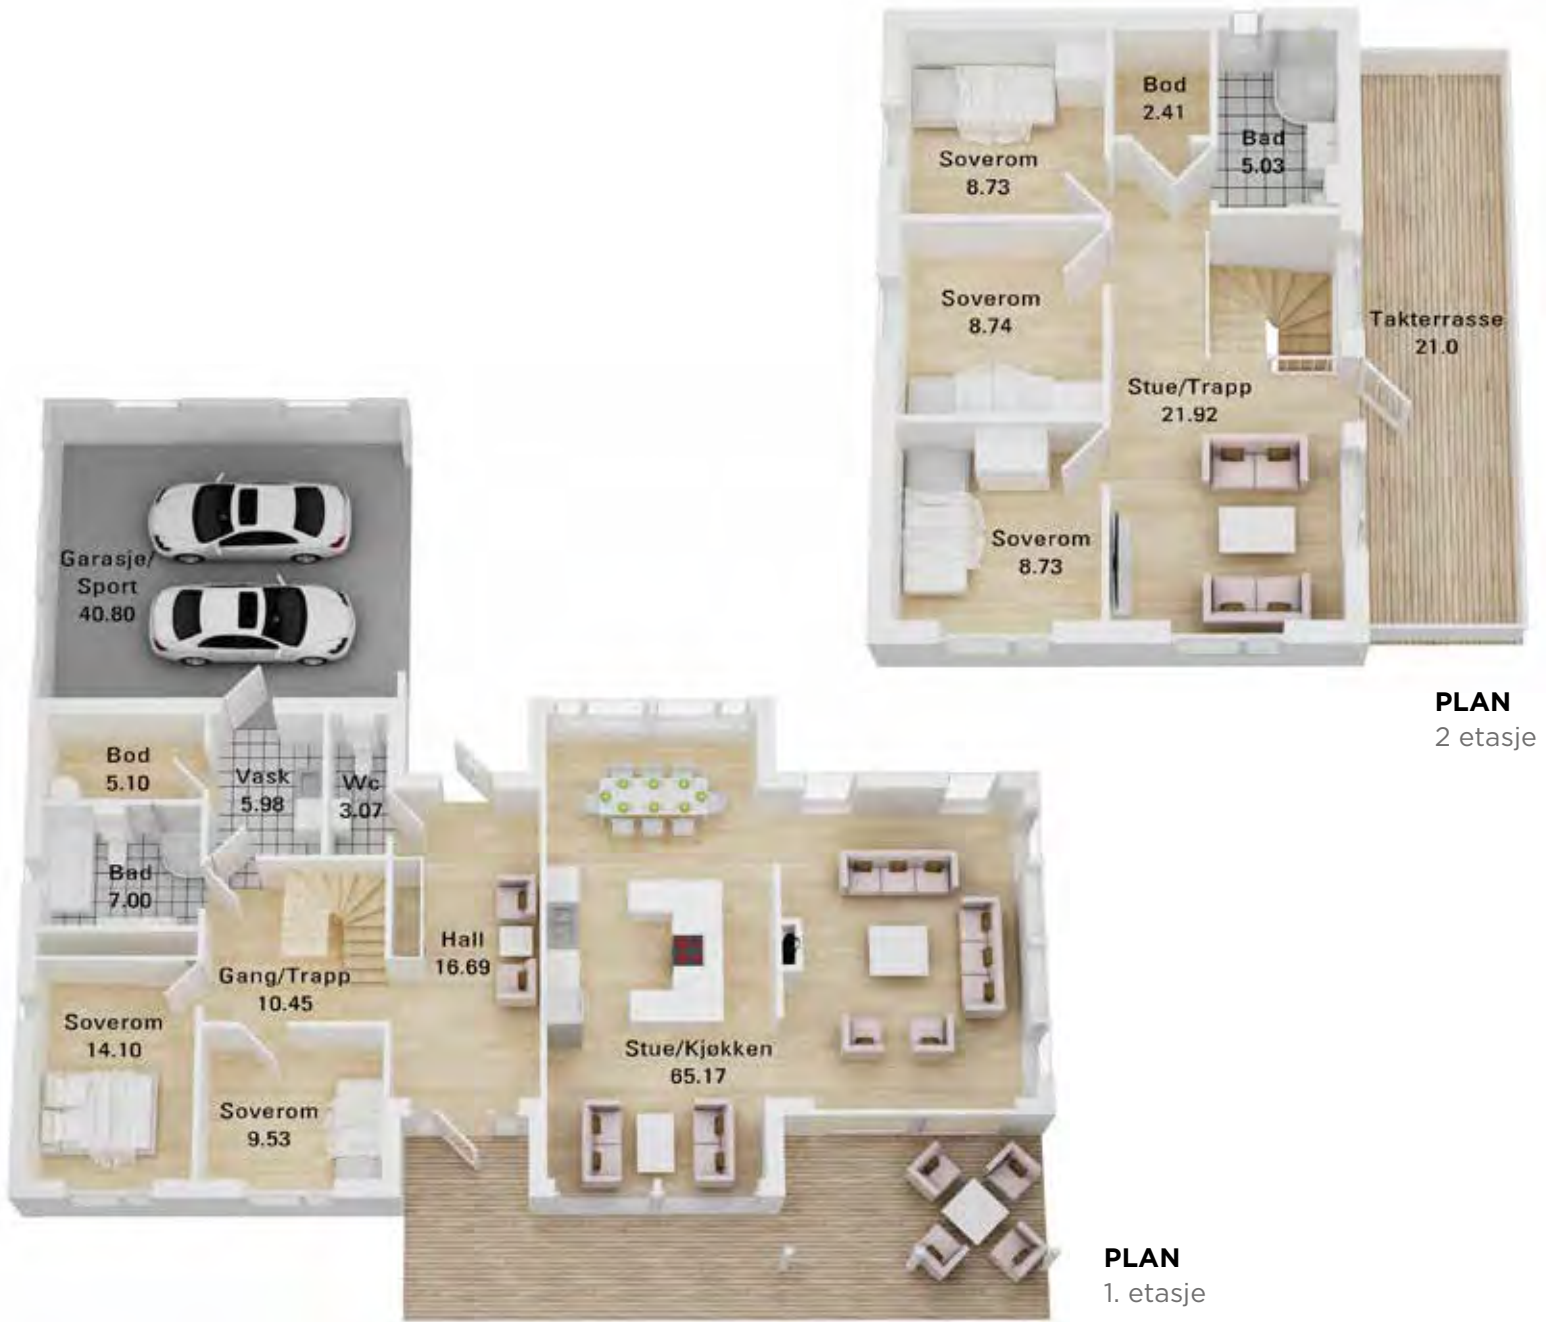 Bod
2.41
Bad
5.03
Soverom
8.73
Soverom
8.74
Takterrasse
21.0
Stue/Trapp
21.92
Soverom
8.73
PLAN
2 etasje
Garasje/
Sport
40.80
Bod
5.10
Vask
5.98
Wc
3.07
Bad
7.00
Hall
16.69
Gang/Trapp
10.45
Soverom
14.10
Stue/Kjøkken
65.17
Soverom
9.53
PLAN
1. etasje